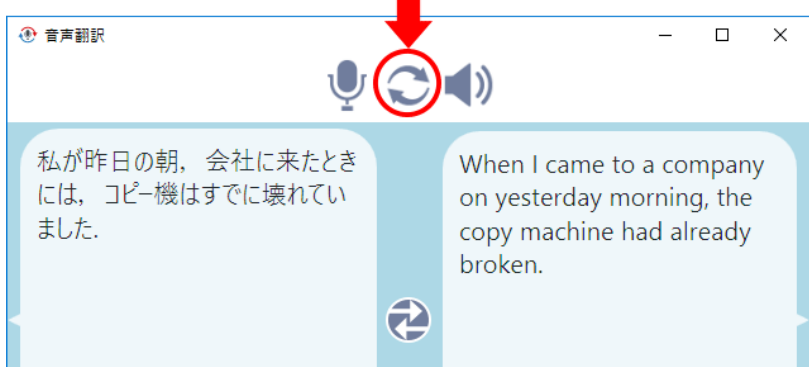 音声翻訳
私が昨日の朝, 会社に来たとき
には, コピー機はすでに壊れてい
ました.
When I came to a company
on yesterday morning, the
copy machine had already
broken.